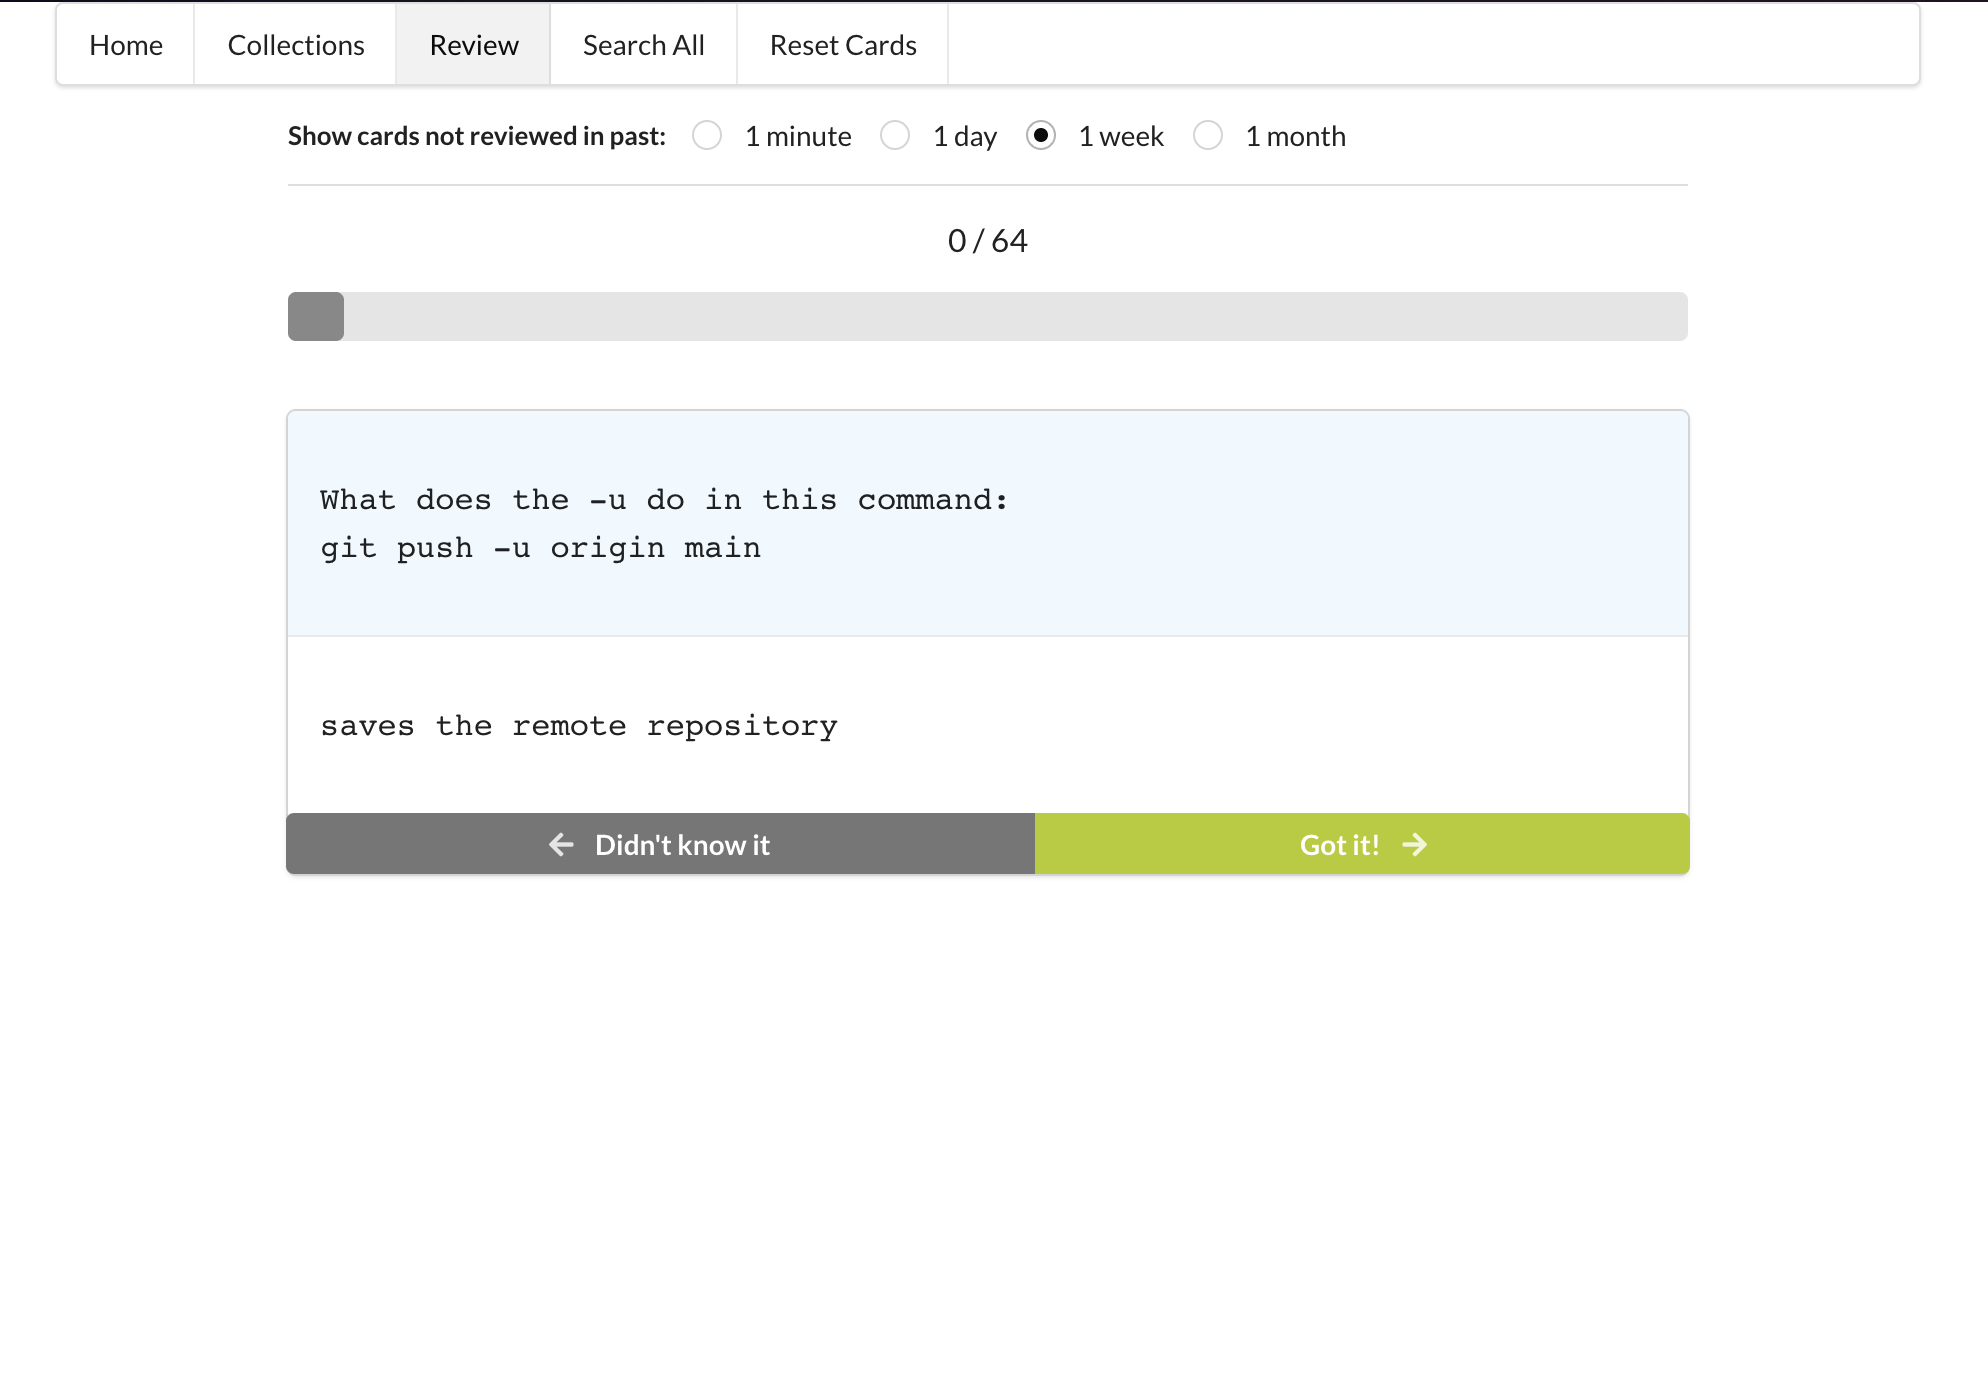 Home Collections Review Search All Reset Cards
Show cards not reviewed in past: 1 minute 1 day 1 week 1 month
0 / 64
What does the -u do in this command:
git push -u origin main
saves the remote repository
Didn't know it Got it!